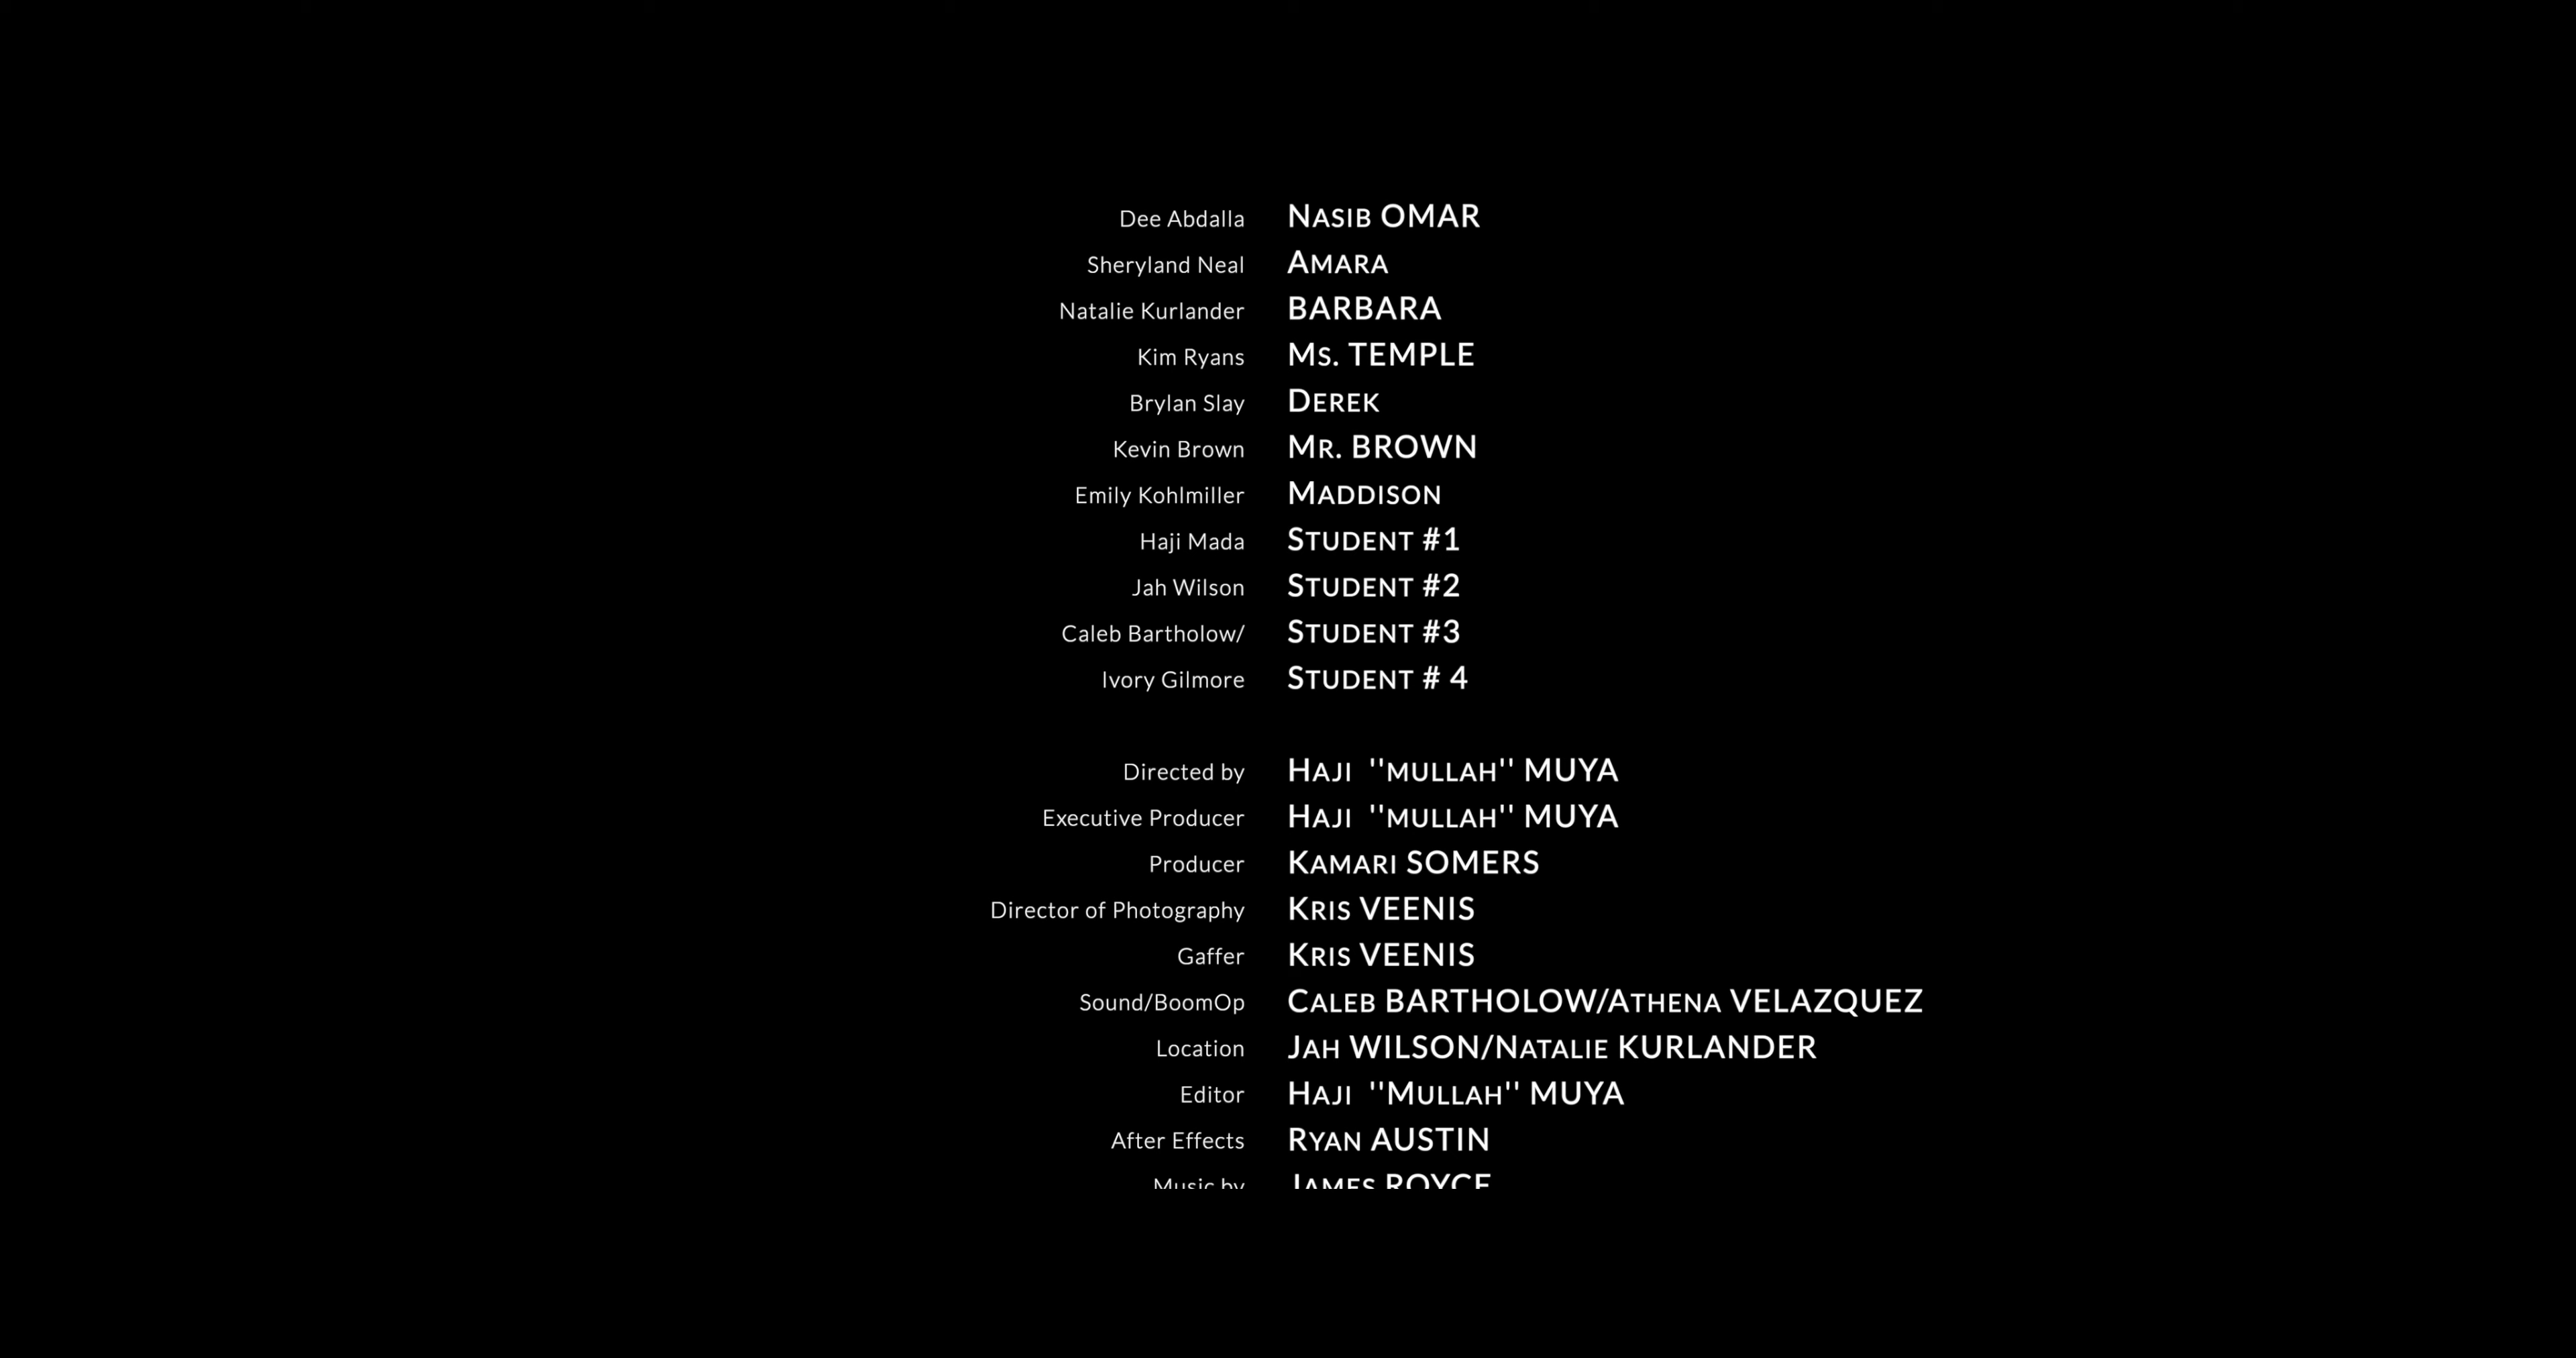 Dee Abdalla Nasib OMAR
Sheryland Neal Amara
Natalie Kurlander BARBARA
Kim Ryans Ms. TEMPLE
Brylan Slay Derek
Kevin Brown Mr. BROWN
Emily Kohlmiller Maddison
Haji Mada Student #1
Jah Wilson Student #2
Caleb Bartholow/ Student #3
Ivory Gilmore Student # 4
Directed by Haji ''mullah'' MUYA
Executive Producer Haji ''mullah'' MUYA
Producer Kamari SOMERS
Director of Photography Kris VEENIS
Gaffer Kris VEENIS
Sound/BoomOp Caleb BARTHOLOW/Athena VELAZQUEZ
Location Jah WILSON/Natalie KURLANDER
Editor Haji ''Mullah'' MUYA
After Effects Ryan AUSTIN
Music by James ROYCE